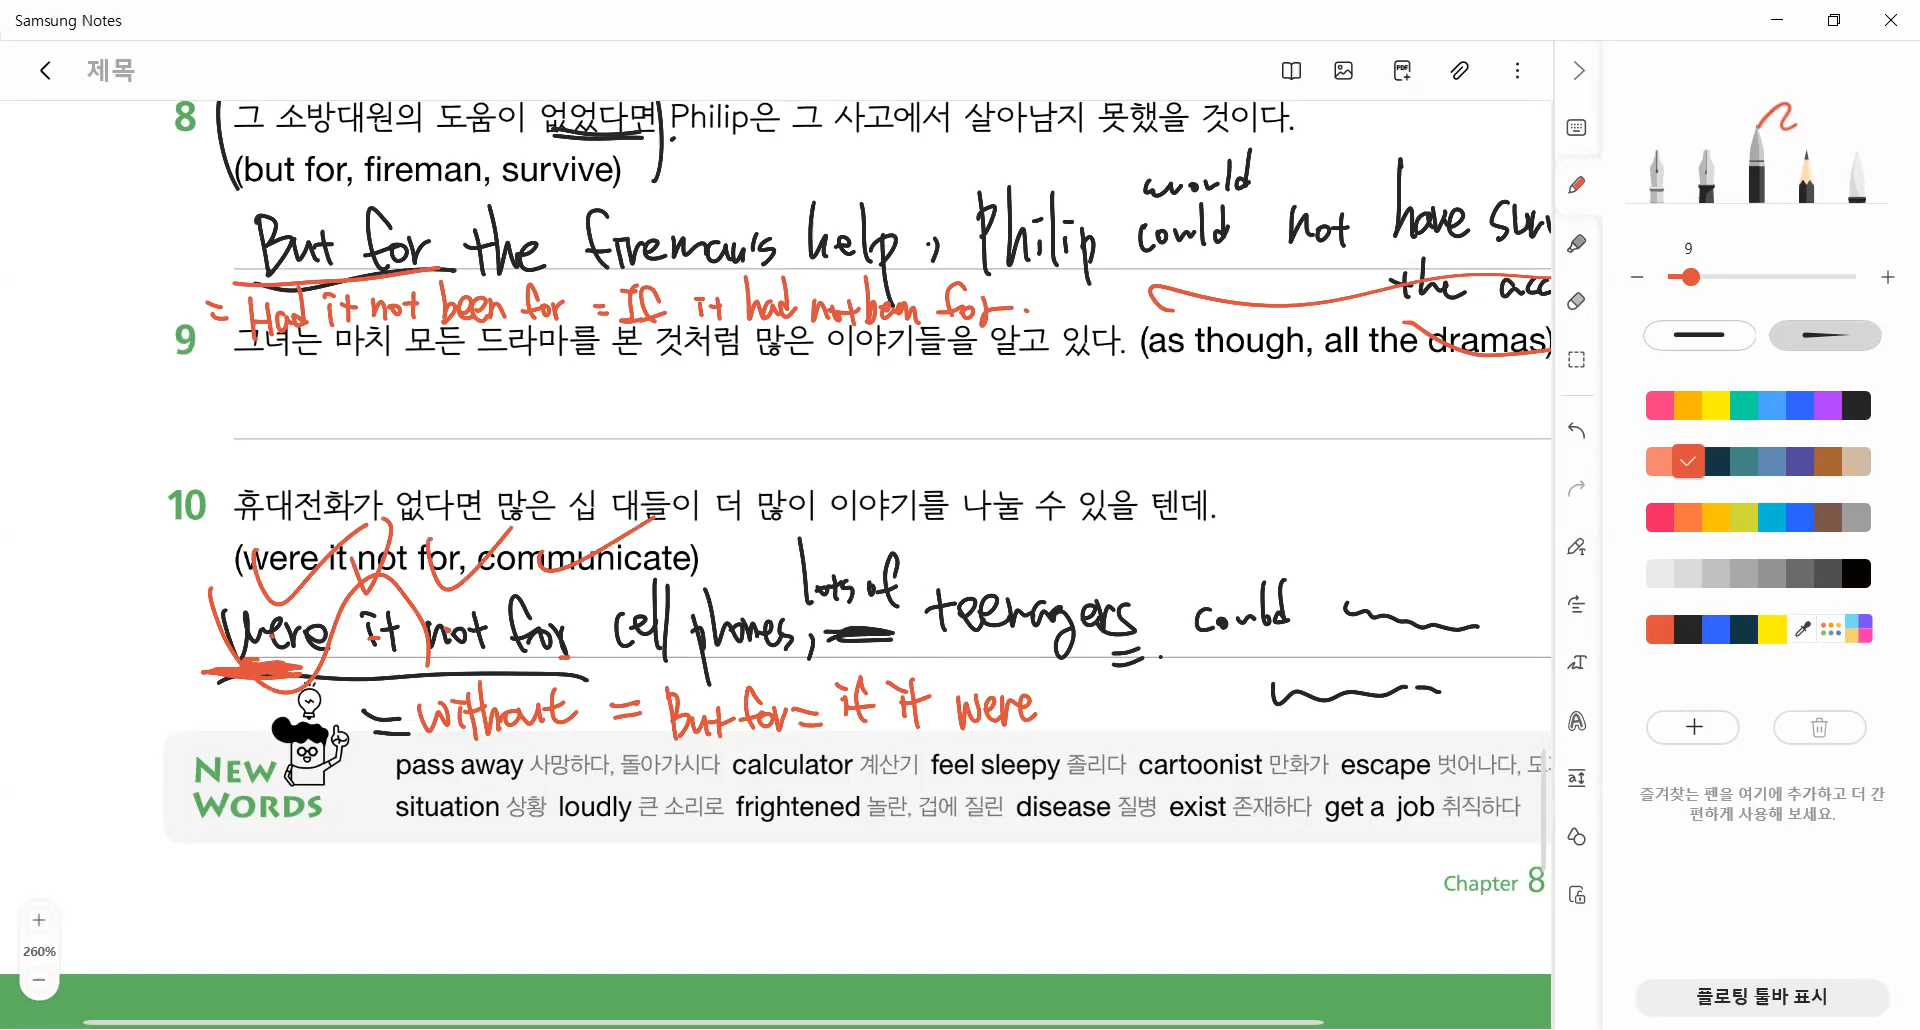 Samsung Notes
제목
8 그 소방대원의 도움이 없었다면, Philip은 그 사고에서 살아남지 못했을 것이다.
(but for, fireman, survive)
would
But for the fireman's help, Philip could not have surv
the acc
= Had it not been for = If it had not been for
9 그녀는 마치 모든 드라마를 본 것처럼 많은 이야기들을 알고 있다. (as though, all the dramas)
10 휴대전화가 없다면 많은 십 대들이 더 많이 이야기를 나눌 수 있을 텐데.
(were it not for, communicate)
lots of
Were it not for cell phones, teenagers could
= without = But for = if it were
NEW WORDS
pass away 사망하다, 돌아가시다 calculator 계산기 feel sleepy 졸리다 cartoonist 만화가 escape 벗어나다,
situation 상황 loudly 큰 소리로 frightened 놀란, 겁에 질린 disease 질병 exist 존재하다 get a job 취직하다
Chapter 8
260%
PDF
9
즐겨찾는 펜을 여기에 추가하고 더 간
편하게 사용해 보세요.
플로팅 툴바 표시